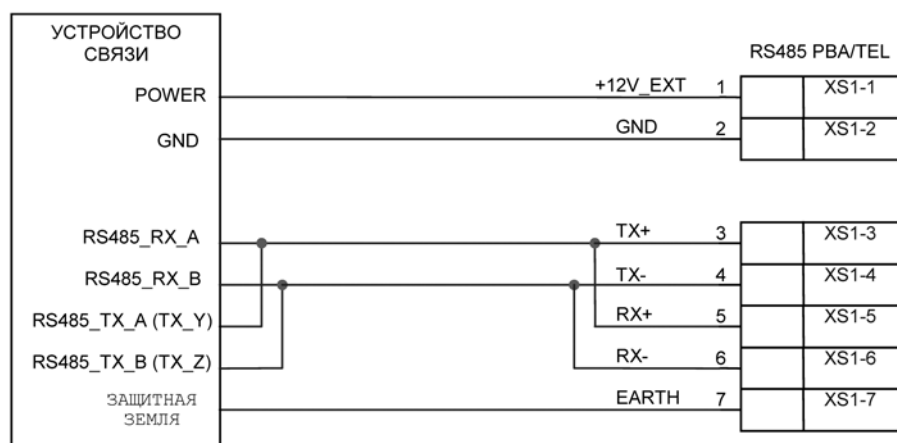 УСТРОЙСТВО
СВЯЗИ
RS485 PBA/TEL
POWER
+12V_EXT
1
XS1-1
GND
GND
2
XS1-2
RS485_RX_A
TX+
3
XS1-3
RS485_RX_B
TX-
4
XS1-4
RS485_TX_A (TX_Y)
RX+
5
XS1-5
RS485_TX_B (TX_Z)
RX-
6
XS1-6
ЗАЩИТНАЯ
ЗЕМЛЯ
EARTH
7
XS1-7